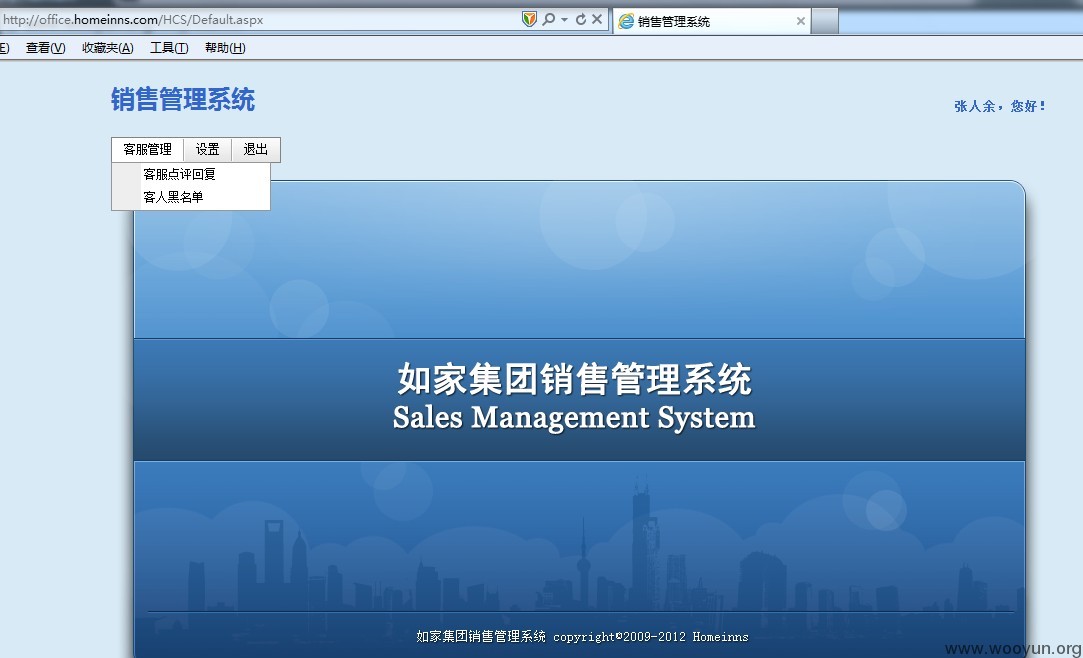 http://office.homeinns.com/HCS/Default.aspx
销售管理系统
E) 查看(V) 收藏夹(A) 工具(T) 帮助(H)
销售管理系统
张人余，您好！
客服管理 设置 退出
客服点评回复
客人黑名单
如家集团销售管理系统
Sales Management System
如家集团销售管理系统 copyright©2009-2012 Homeinns
www.wooyun.org